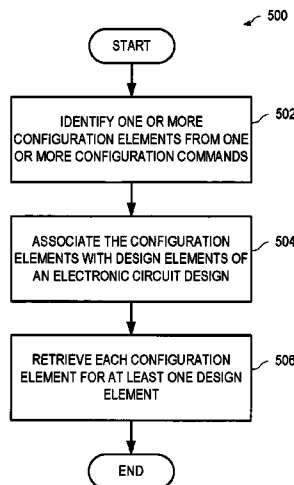 500
START
IDENTIFY ONE OR MORE
CONFIGURATION ELEMENTS FROM ONE
OR MORE CONFIGURATION COMMANDS
502
ASSOCIATE THE CONFIGURATION
ELEMENTS WITH DESIGN ELEMENTS OF
AN ELECTRONIC CIRCUIT DESIGN
504
RETRIEVE EACH CONFIGURATION
ELEMENT FOR AT LEAST ONE DESIGN
ELEMENT
506
END